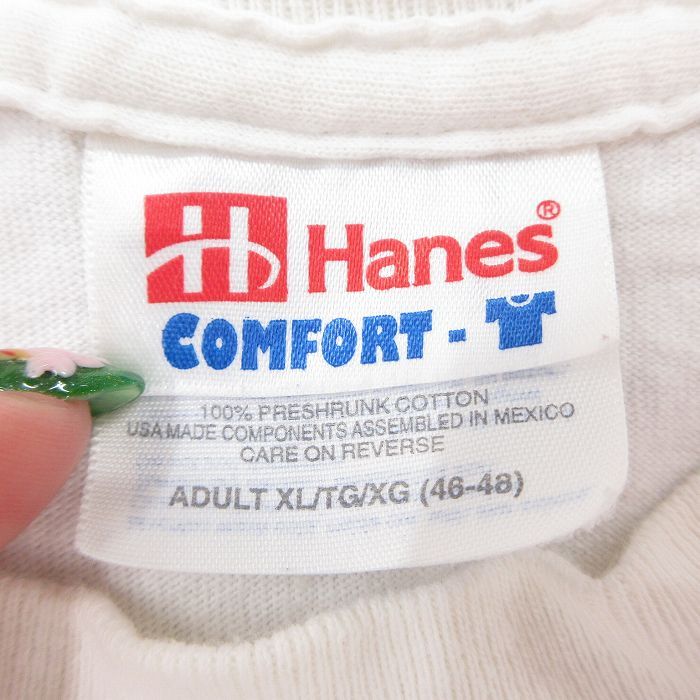 H Hanes®
COMFORT -
100% PRESHRUNK COTTON
USA MADE COMPONENTS ASSEMBLED IN MEXICO
CARE ON REVERSE
ADULT XL/TG/XG (46-48)